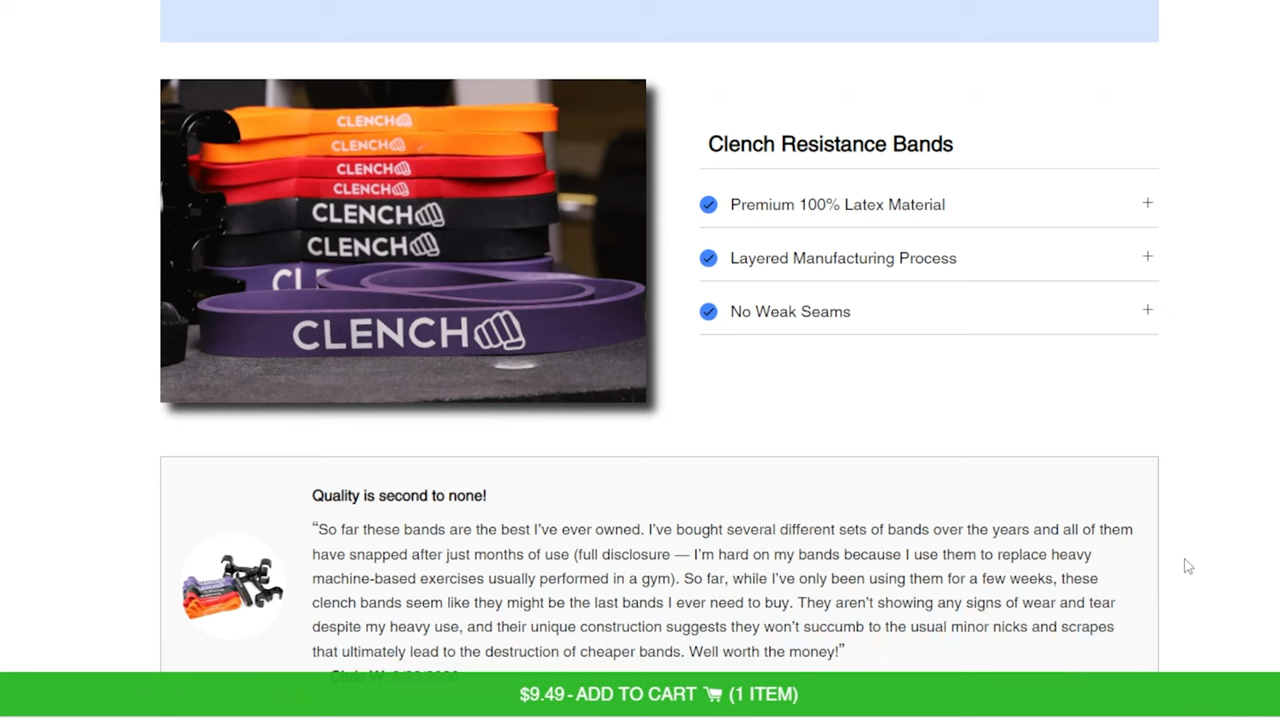 CLENCH
CLENCH
CLENCH
CLENCH
CLENCH
CLENCH
CLE
CLENCH
Clench Resistance Bands
Premium 100% Latex Material +
Layered Manufacturing Process +
No Weak Seams +
Quality is second to none!
“So far these bands are the best I’ve ever owned. I’ve bought several different sets of bands over the years and all of them
have snapped after just months of use (full disclosure — I’m hard on my bands because I use them to replace heavy
machine-based exercises usually performed in a gym). So far, while I’ve only been using them for a few weeks, these
clench bands seem like they might be the last bands I ever need to buy. They aren’t showing any signs of wear and tear
despite my heavy use, and their unique construction suggests they won’t succumb to the usual minor nicks and scrapes
that ultimately lead to the destruction of cheaper bands. Well worth the money!”
$9.49 - ADD TO CART (1 ITEM)